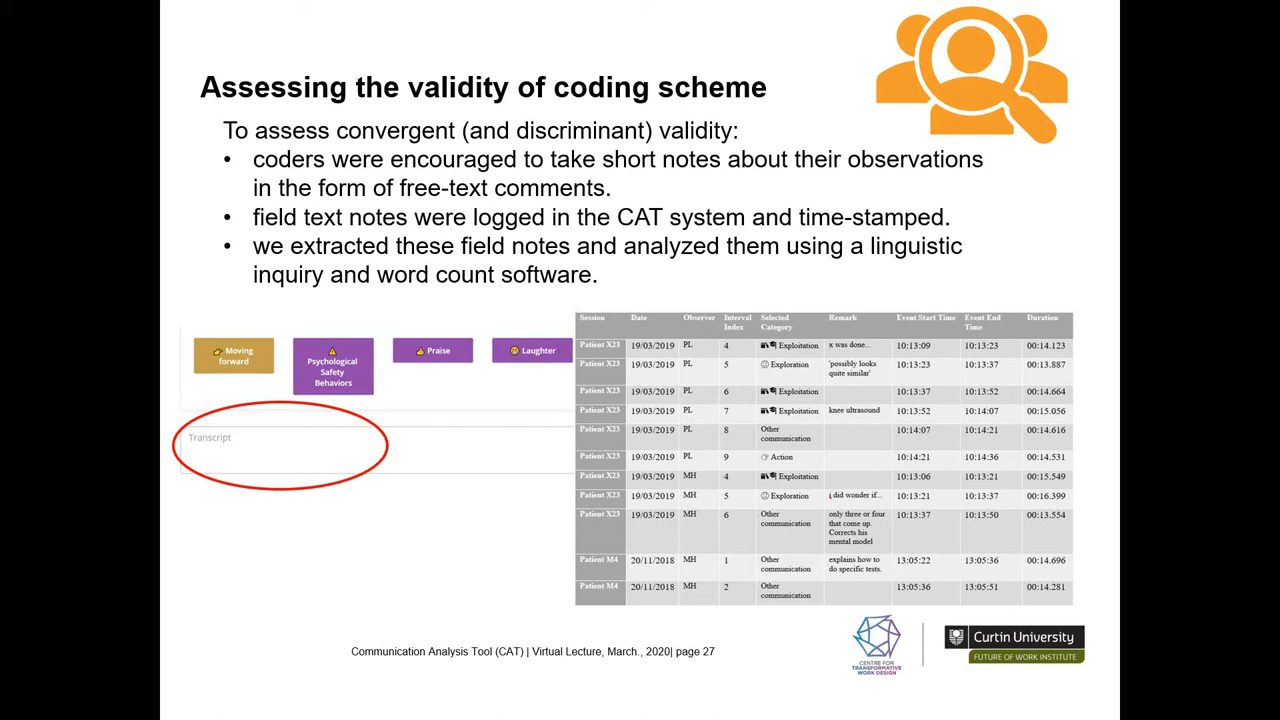 Assessing the validity of coding scheme
To assess convergent (and discriminant) validity:
• coders were encouraged to take short notes about their observations
in the form of free-text comments.
• field text notes were logged in the CAT system and time-stamped.
• we extracted these field notes and analyzed them using a linguistic
inquiry and word count software.
Moving
forward
Psychological
Safety
Behaviors
Praise
Laughter
Transcript
Session Date Observer Interval Index Selected Category Remark Event Start Time Event End Time Duration
Patient X23 19/03/2019 PL 4 Exploitation x was done... 10:13:09 10:13:23 00:14.123
Patient X23 19/03/2019 PL 5 Exploration 'possibly looks quite similar' 10:13:23 10:13:37 00:13.887
Patient X23 19/03/2019 PL 6 Exploitation 10:13:37 10:13:52 00:14.664
Patient X23 19/03/2019 PL 7 Exploitation knee ultrasound 10:13:52 10:14:07 00:15.056
Patient X23 19/03/2019 PL 8 Other communication 10:14:07 10:14:21 00:14.616
Patient X23 19/03/2019 PL 9 Action 10:14:21 10:14:36 00:14.531
Patient X23 19/03/2019 MH 4 Exploitation 10:13:06 10:13:21 00:15.549
Patient X23 19/03/2019 MH 5 Exploration i did wonder if... 10:13:21 10:13:37 00:16.399
Patient X23 19/03/2019 MH 6 Other communication only three or four that come up. Corrects his mental model 10:13:37 10:13:50 00:13.554
Patient M4 20/11/2018 MH 1 Other communication explains how to do specific tests. 13:05:22 13:05:36 00:14.696
Patient M4 20/11/2018 MH 2 Other communication 13:05:36 13:05:51 00:14.281
Communication Analysis Tool (CAT) | Virtual Lecture, March., 2020| page 27
CENTRE FOR
TRANSFORMATIVE
WORK DESIGN
Curtin University
FUTURE OF WORK INSTITUTE